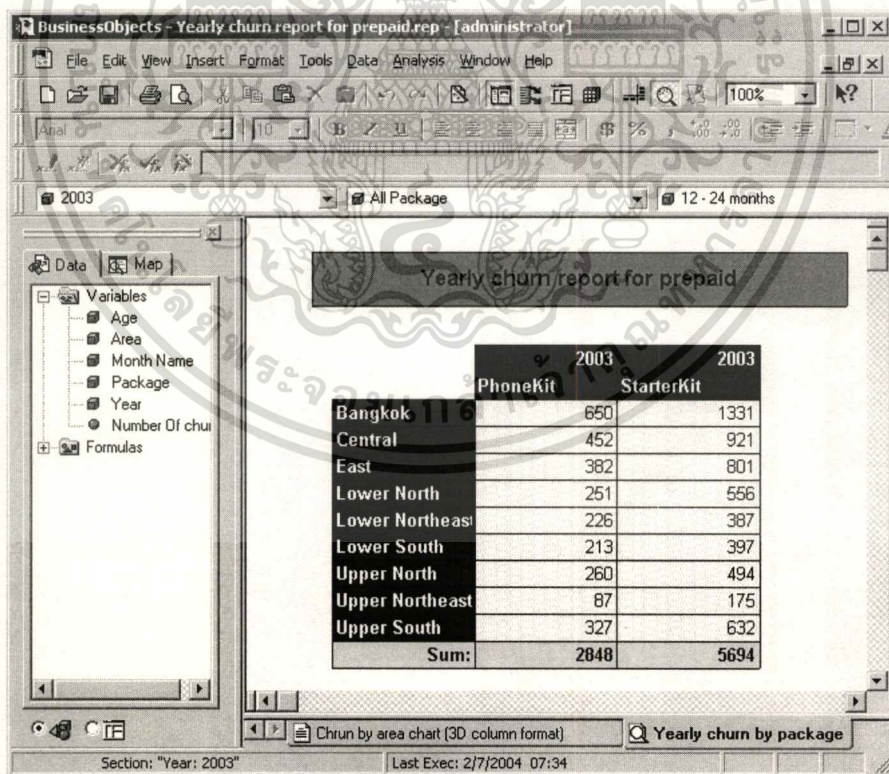 BusinessObjects - Yearly churn report for prepaid.rep - [administrator]
File Edit View Insert Format Tools Data Analysis Window Help
100%
Arial 10 B I U
2003 All Package 12 - 24 months
Data Map
Variables
Age
Area
Month Name
Package
Year
Number Of chur
Formulas
Yearly churn report for prepaid
2003 2003
PhoneKit StarterKit
Bangkok 650 1331
Central 452 921
East 382 801
Lower North 251 556
Lower Northeast 226 387
Lower South 213 397
Upper North 260 494
Upper Northeast 87 175
Upper South 327 632
Sum: 2848 5694
Chrun by area chart (3D column format) Yearly churn by package
Section: "Year: 2003" Last Exec: 2/7/2004 07:34